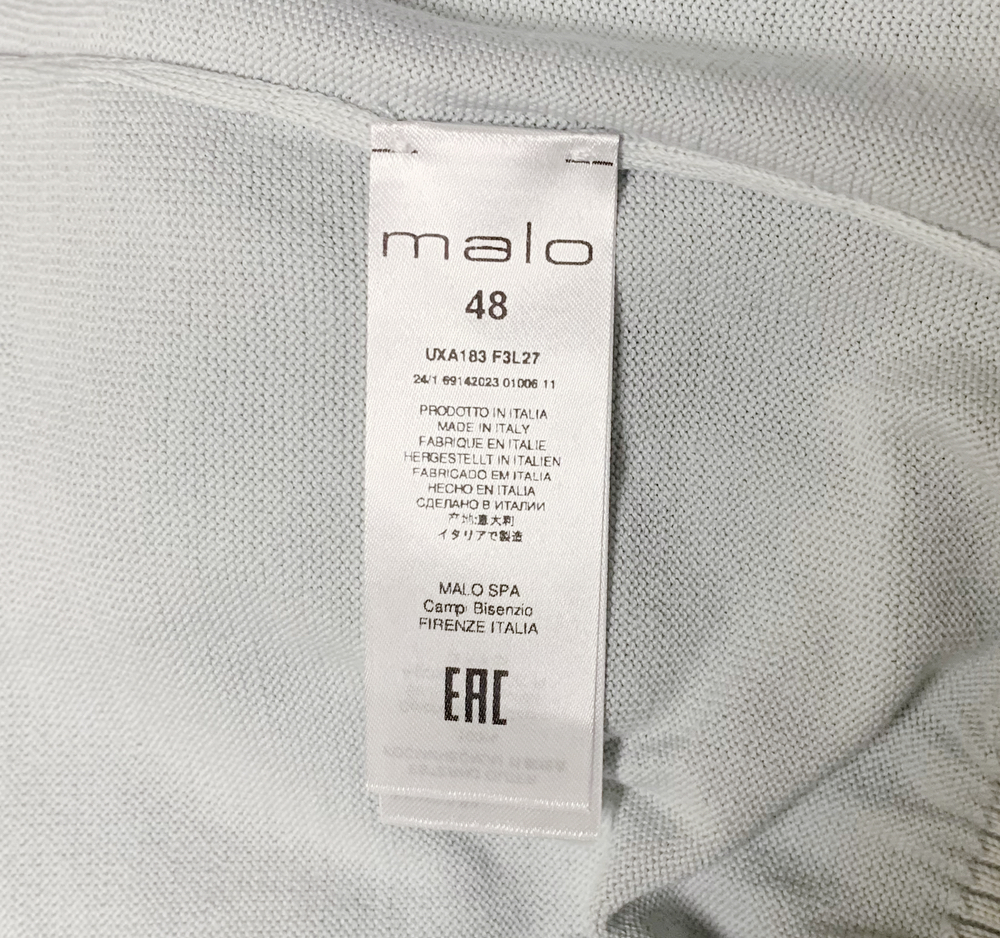 malo
48
UXA183 F3L27
24/1 69142023 01006 11
PRODOTTO IN ITALIA
MADE IN ITALY
FABRIQUE EN ITALIE
HERGESTELLT IN ITALIEN
FABRICADO EM ITALIA
HECHO EN ITALIA
СДЕЛАНО В ИТАЛИИ
产地:意大利
イタリアで製造
MALO SPA
Campi Bisenzio
FIRENZE ITALIA
EAC